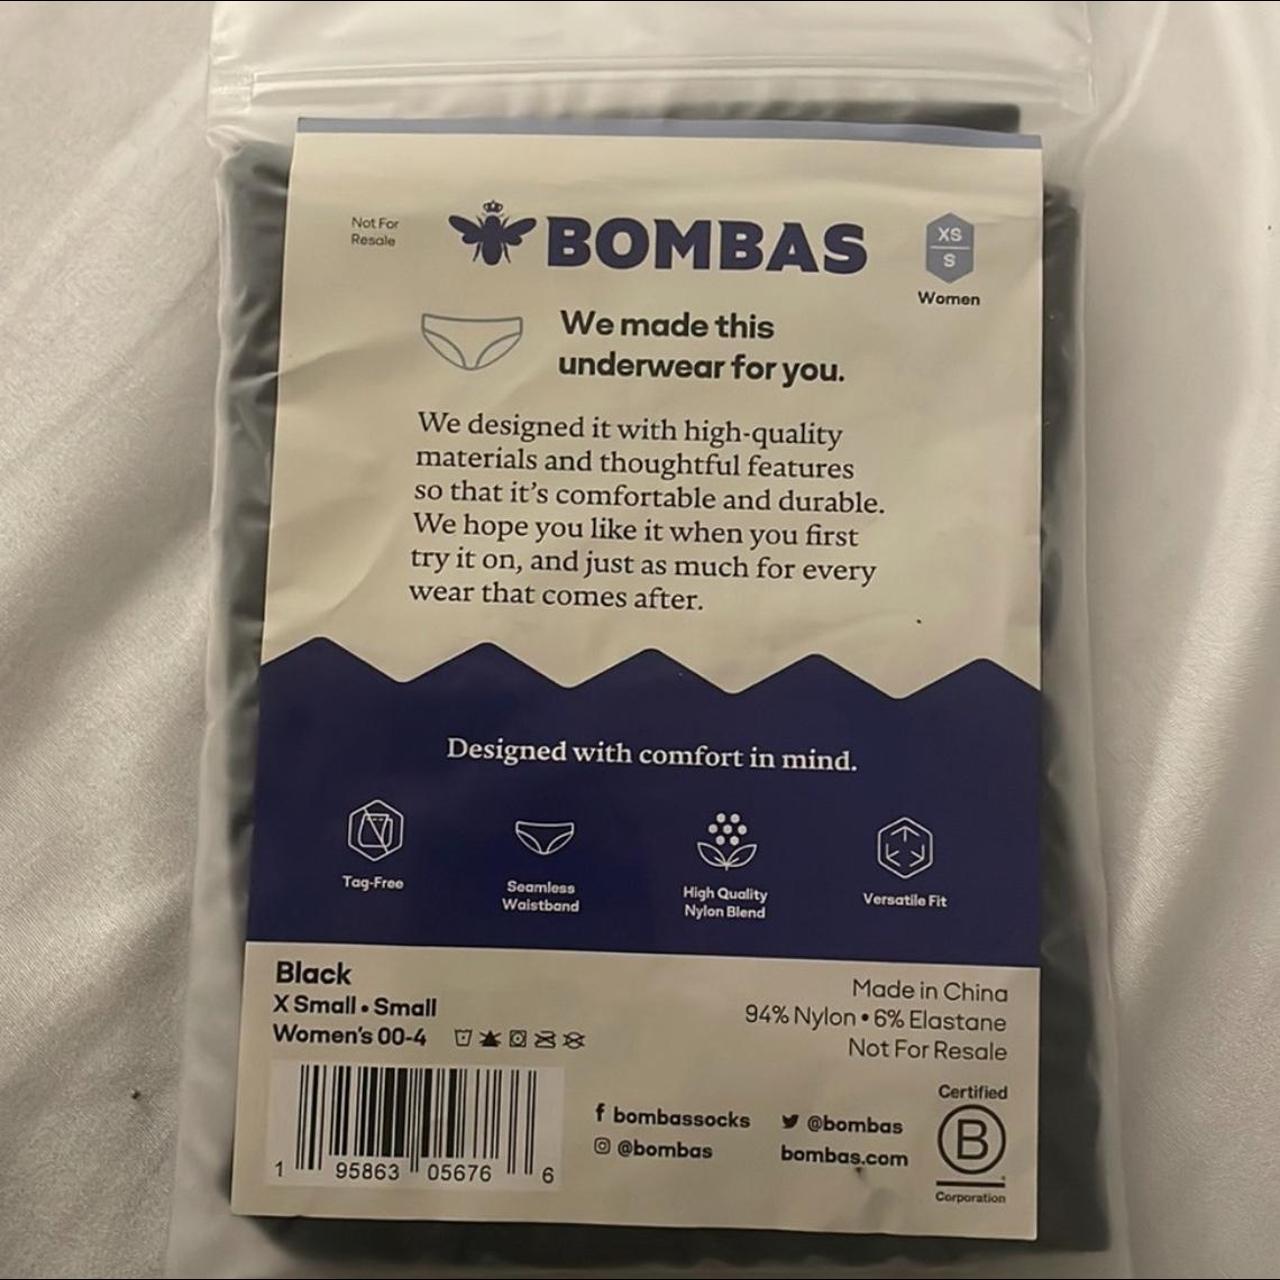 Not For
Resale
BOMBAS
XS
S
Women
We made this
underwear for you.
We designed it with high-quality
materials and thoughtful features
so that it's comfortable and durable.
We hope you like it when you first
try it on, and just as much for every
wear that comes after.
Designed with comfort in mind.
Tag-Free
Seamless
Waistband
High Quality
Nylon Blend
Versatile Fit
Black
X Small • Small
Women's 00-4
Made in China
94% Nylon • 6% Elastane
Not For Resale
1 95863 05676 6
f bombassocks
@bombas
@bombas
bombas.com
Certified
B
Corporation